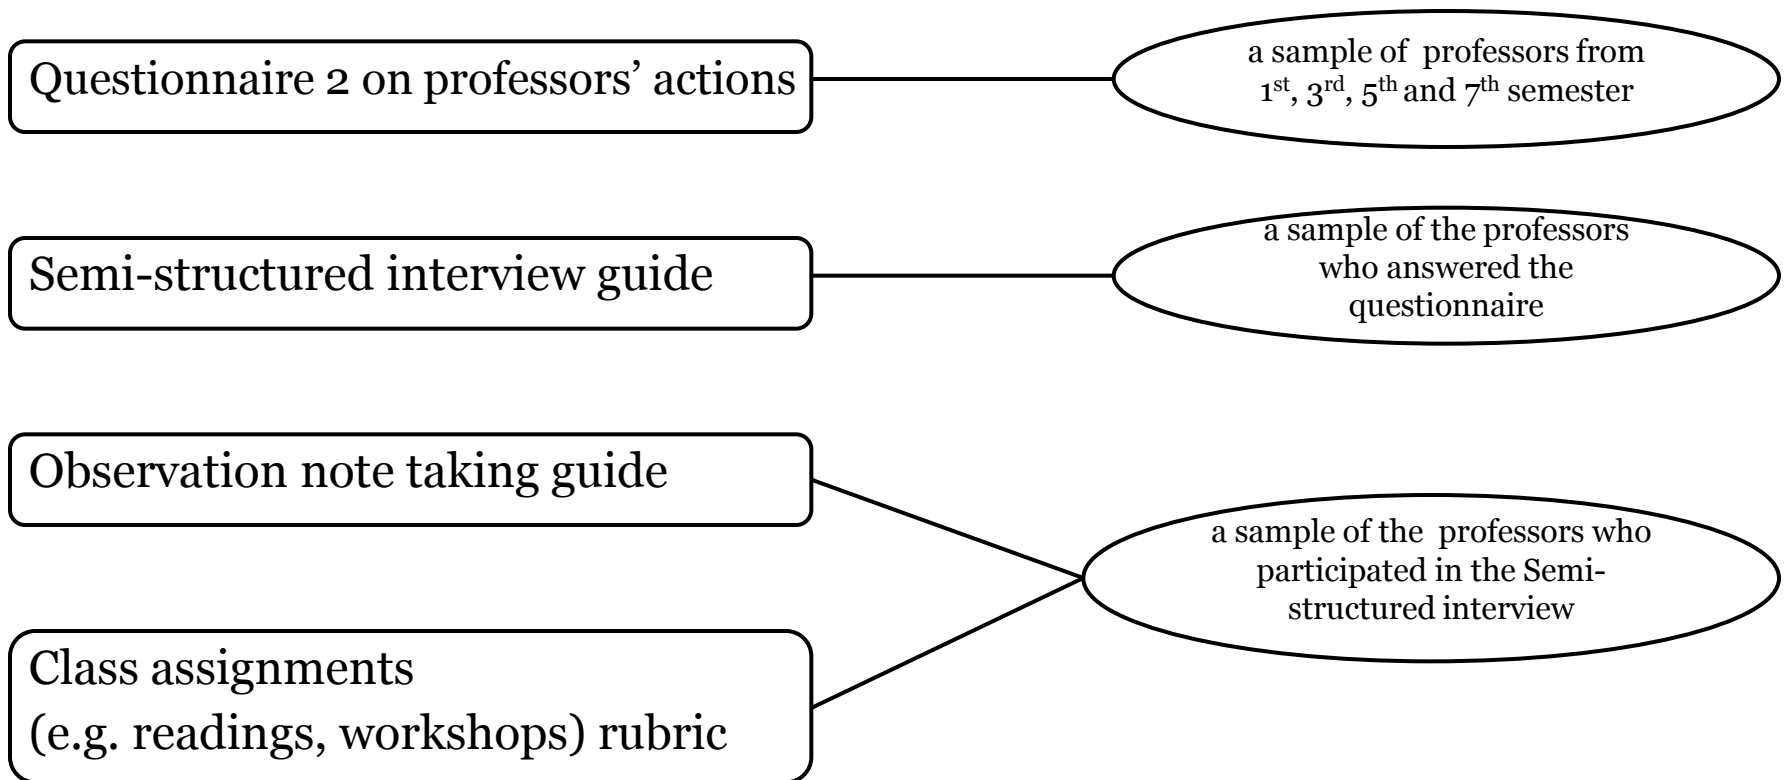 Questionnaire 2 on professors’ actions
a sample of professors from
1st, 3rd, 5th and 7th semester
Semi-structured interview guide
a sample of the professors
who answered the
questionnaire
Observation note taking guide
a sample of the professors who
participated in the Semi-
structured interview
Class assignments
(e.g. readings, workshops) rubric